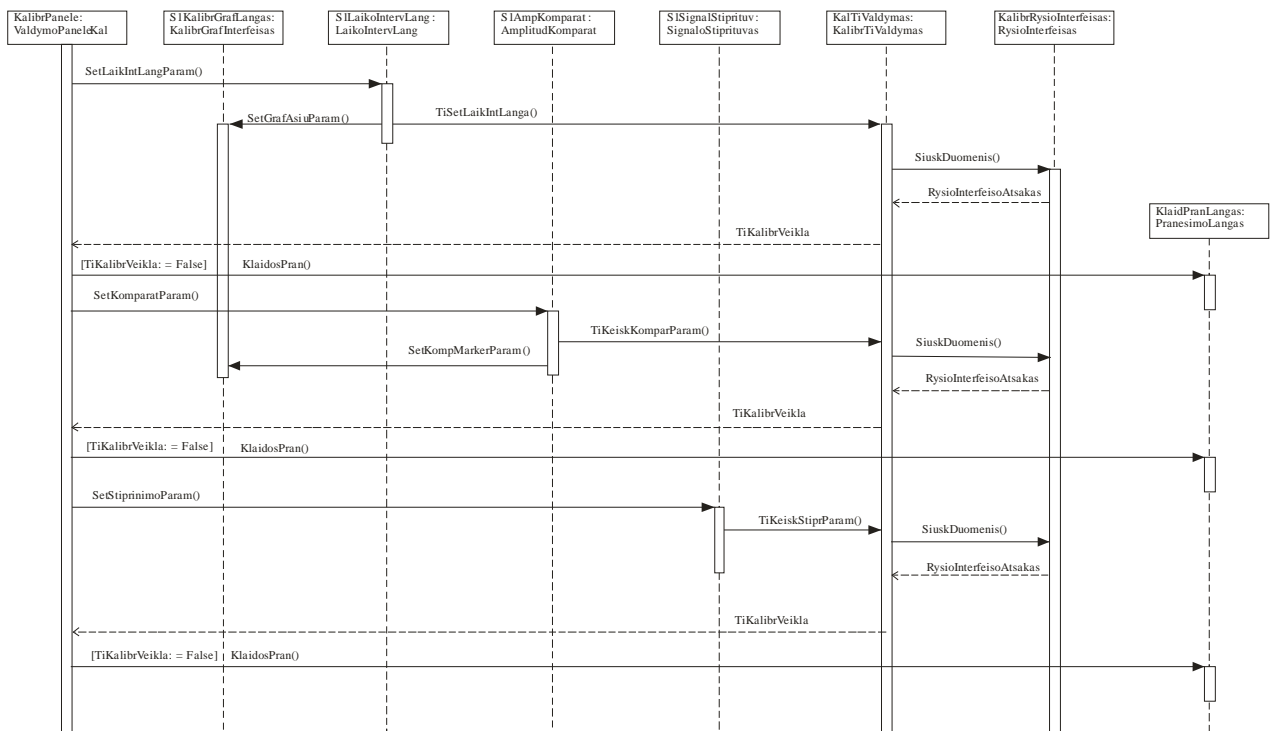 KalibrPanele:
ValdymoPaneleKal
S1KalibrGrafLangas:
KalibrGrafInterfeisas
S1LaikoIntervLang :
LaikoIntervLang
S1AmpKomparat :
AmplitudKomparat
S1SignalStiprituv:
SignaloStiprituvas
KalTiValdymas:
KalibrTiValdymas
KalibrRysioInterfeisas:
RysioInterfeisas
SetLaikIntLangParam()
SetGrafAsiuParam()
TiSetLaikIntLanga()
SiuskDuomenis()
RysioInterfeisoAtsakas
KlaidPranLangas:
PranesimoLangas
TiKalibrVeikla
[TiKalibrVeikla: = False]
KlaidosPran()
SetKomparatParam()
TiKeiskKomparParam()
SetKompMarkerParam()
SiuskDuomenis()
RysioInterfeisoAtsakas
TiKalibrVeikla
[TiKalibrVeikla: = False]
KlaidosPran()
SetStiprinimoParam()
TiKeiskStiprParam()
SiuskDuomenis()
RysioInterfeisoAtsakas
TiKalibrVeikla
[TiKalibrVeikla: = False]
KlaidosPran()